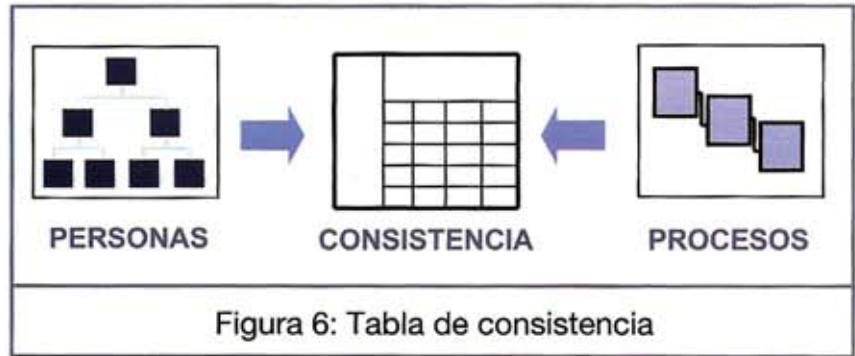 PERSONAS CONSISTENCIA PROCESOS
Figura 6: Tabla de consistencia